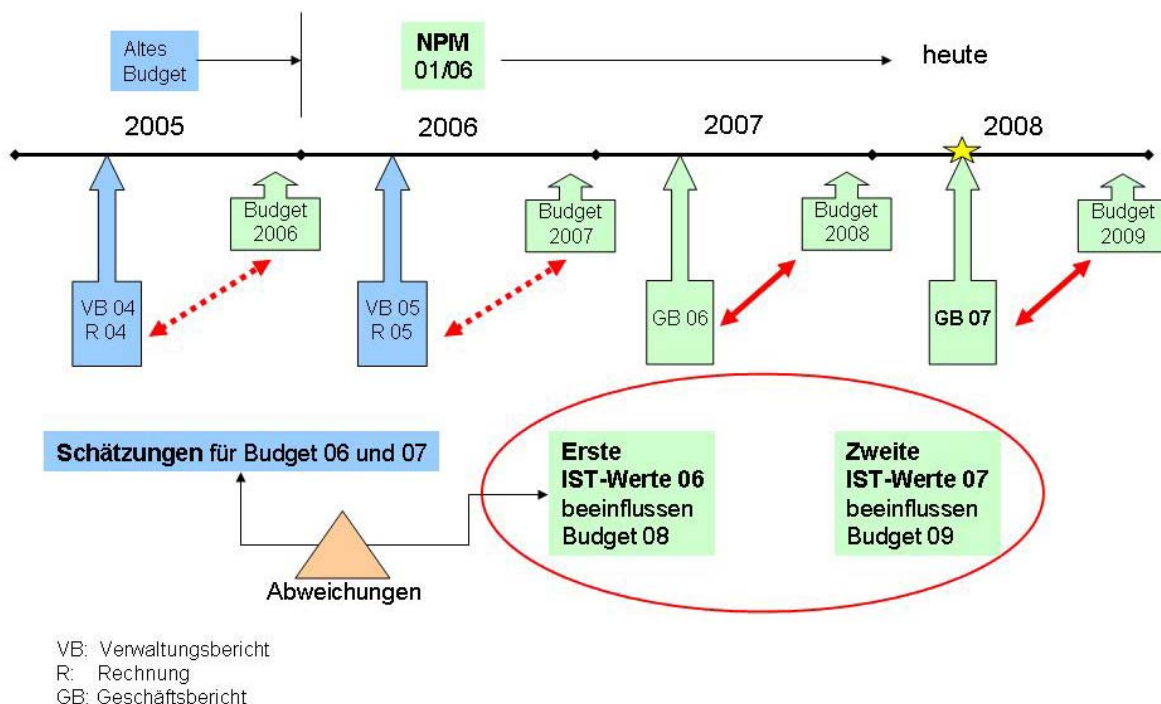 Altes
Budget
NPM
01/06
heute
2005
2006
2007
2008
Budget
2006
Budget
2007
Budget
2008
Budget
2009
VB 04
R 04
VB 05
R 05
GB 06
GB 07
Schätzungen für Budget 06 und 07
Erste
IST-Werte 06
beeinflussen
Budget 08
Zweite
IST-Werte 07
beeinflussen
Budget 09
Abweichungen
VB: Verwaltungsbericht
R: Rechnung
GB: Geschäftsbericht